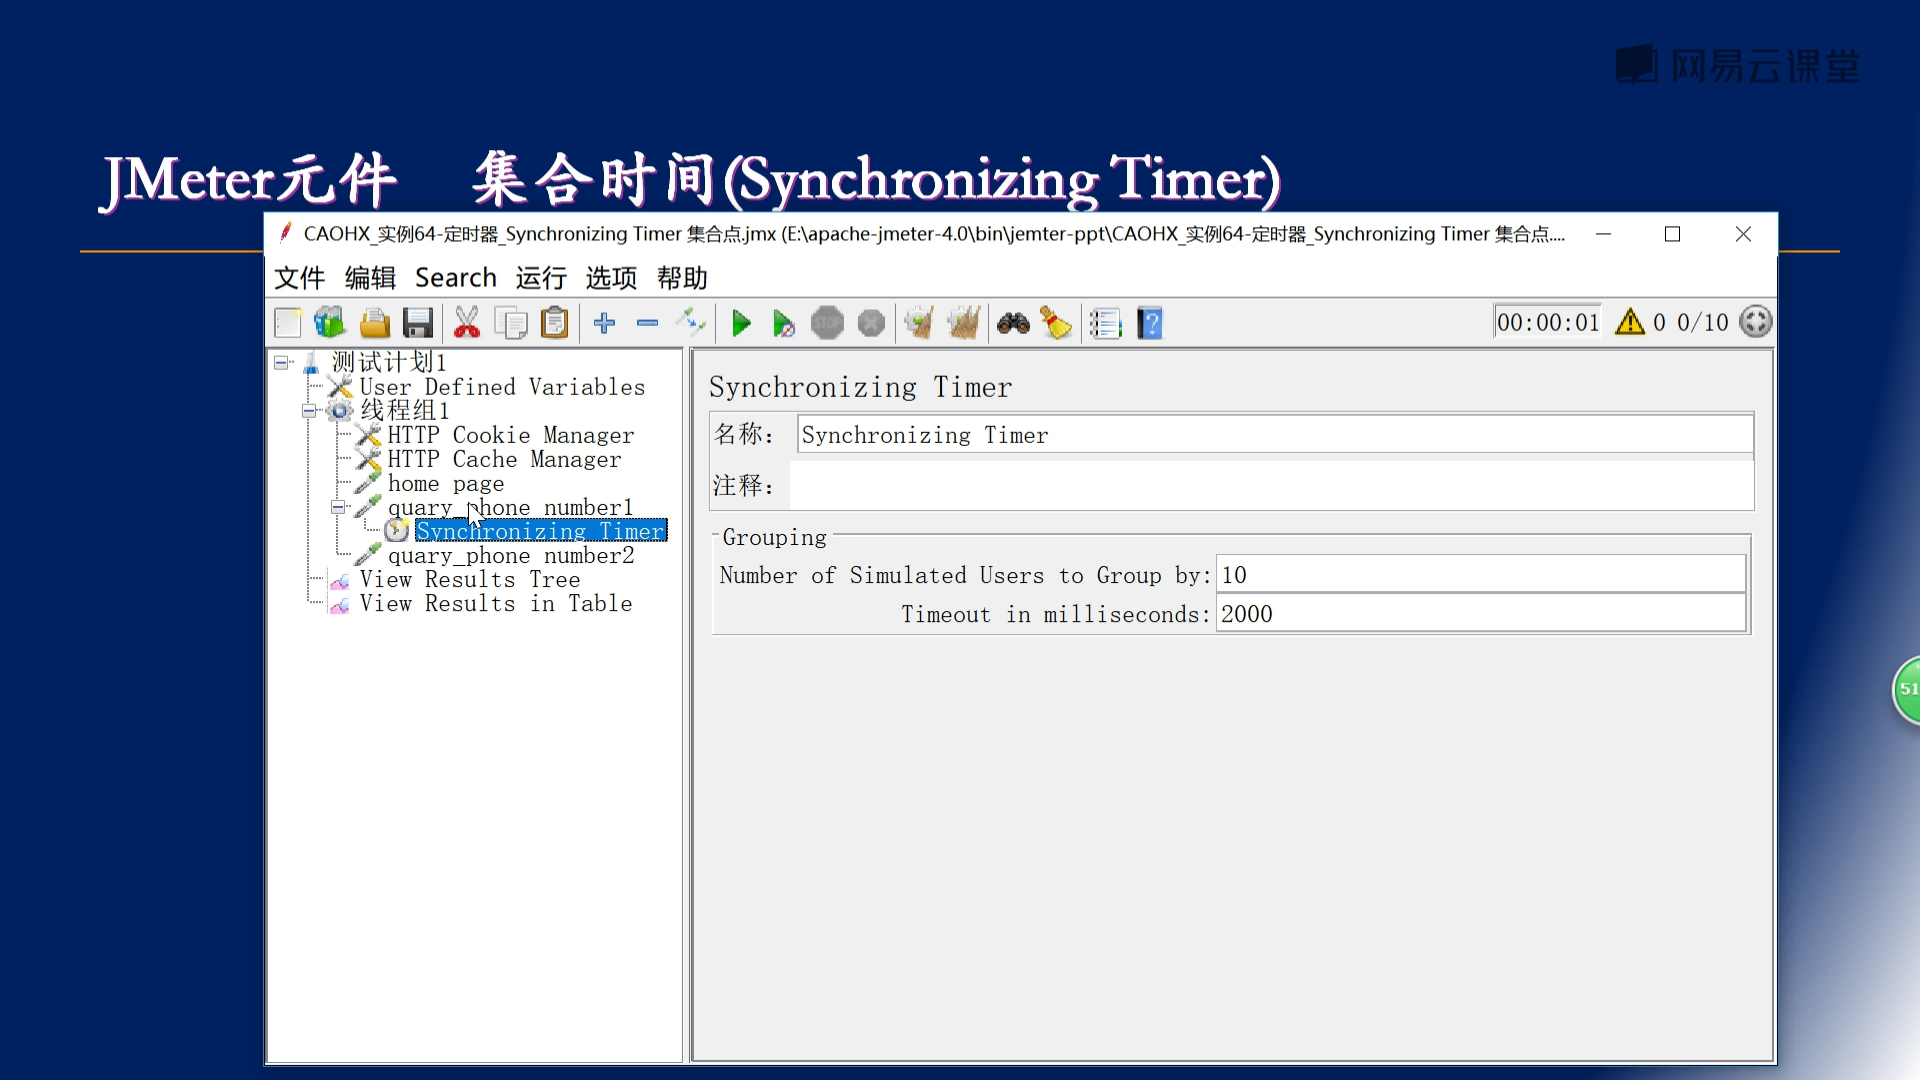 网易云课堂
JMeter元件 集合时间(Synchronizing Timer)
CAOHX_实例64-定时器_Synchronizing Timer 集合点.jmx (E:\apache-jmeter-4.0\bin\jemter-ppt\CAOHX_实例64-定时器_Synchronizing Timer 集合点....
文件 编辑 Search 运行 选项 帮助
STOP
00:00:01 0 0/10
测试计划1
User Defined Variables
线程组1
HTTP Cookie Manager
HTTP Cache Manager
home page
quary_phone number1
Synchronizing Timer
quary_phone number2
View Results Tree
View Results in Table
Synchronizing Timer
名称: Synchronizing Timer
注释:
Grouping
Number of Simulated Users to Group by: 10
Timeout in milliseconds: 2000
51